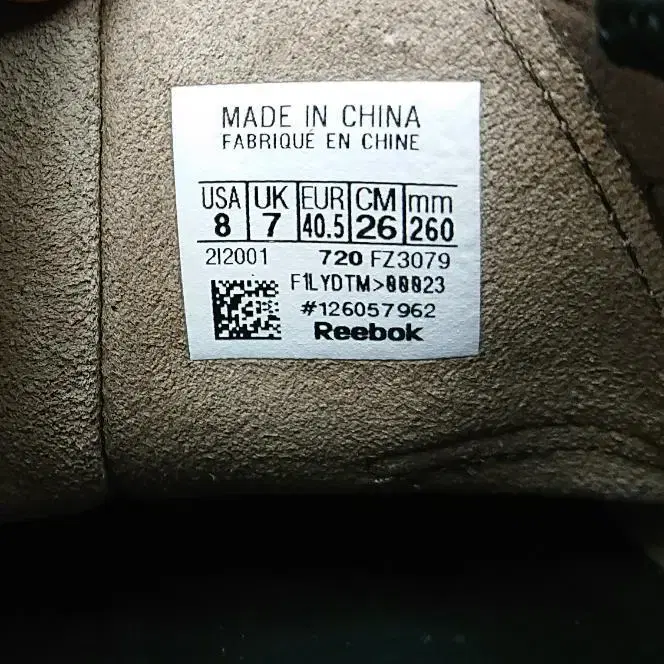 MADE IN CHINA
FABRIQUÉ EN CHINE
USA UK EUR CM mm
8 7 40.5 26 260
2I2001 720 FZ3079
F1LYDTM>00023
#126057962
Reebok